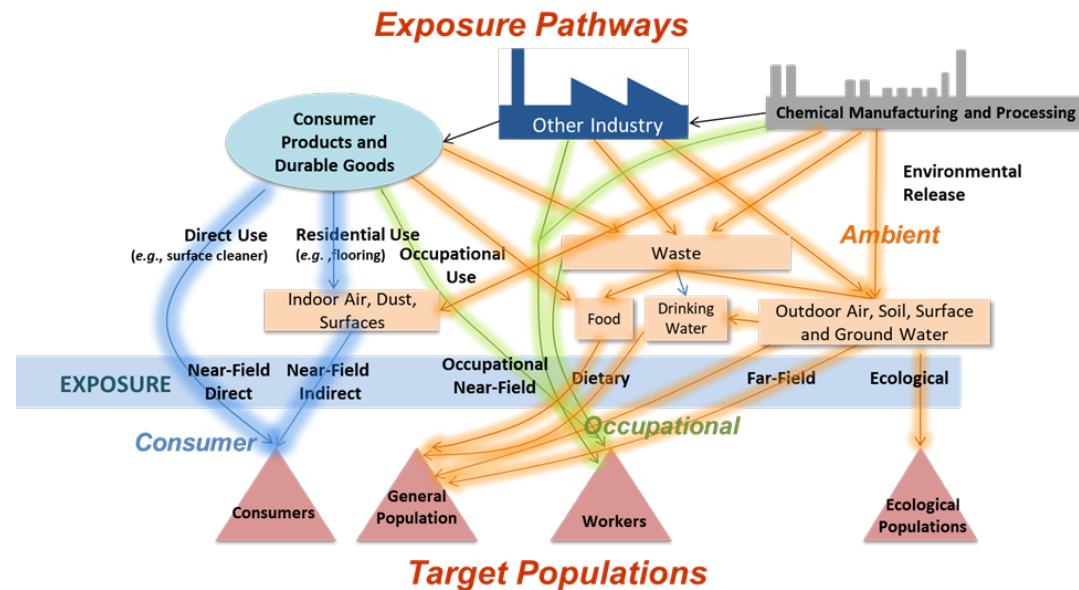 Exposure Pathways
Consumer
Products and
Durable Goods
Other Industry
Chemical Manufacturing and Processing
Environmental
Release
Ambient
Direct Use
(e.g., surface cleaner)
Residential Use
(e.g. ,flooring)
Occupational
Use
Waste
Indoor Air, Dust,
Surfaces
Food
Drinking
Water
Outdoor Air, Soil, Surface
and Ground Water
EXPOSURE
Near-Field
Direct
Near-Field
Indirect
Occupational
Near-Field
Dietary
Far-Field
Ecological
Consumer
Occupational
Consumers
General
Population
Workers
Ecological
Populations
Target Populations